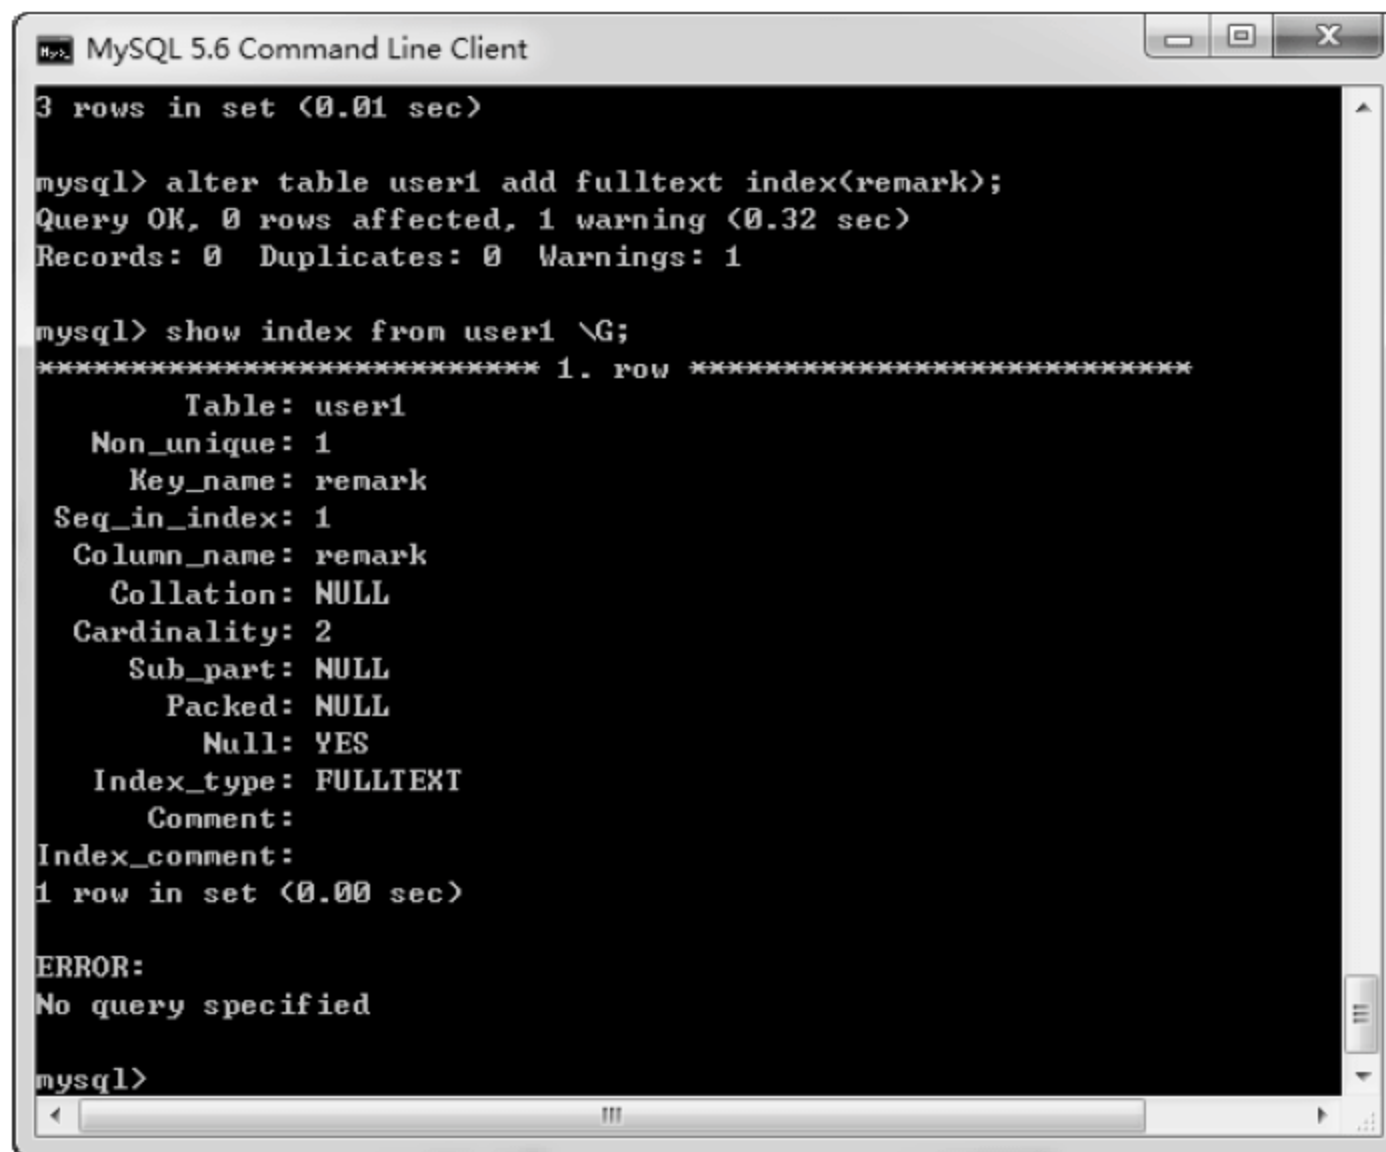 MySQL 5.6 Command Line Client
3 rows in set (0.01 sec)
mysql> alter table user1 add fulltext index(remark);
Query OK, 0 rows affected, 1 warning (0.32 sec)
Records: 0  Duplicates: 0  Warnings: 1
mysql> show index from user1 \G;
*************************** 1. row ***************************
Table: user1
Non_unique: 1
Key_name: remark
Seq_in_index: 1
Column_name: remark
Collation: NULL
Cardinality: 2
Sub_part: NULL
Packed: NULL
Null: YES
Index_type: FULLTEXT
Comment:
Index_comment:
1 row in set (0.00 sec)
ERROR:
No query specified
mysql>